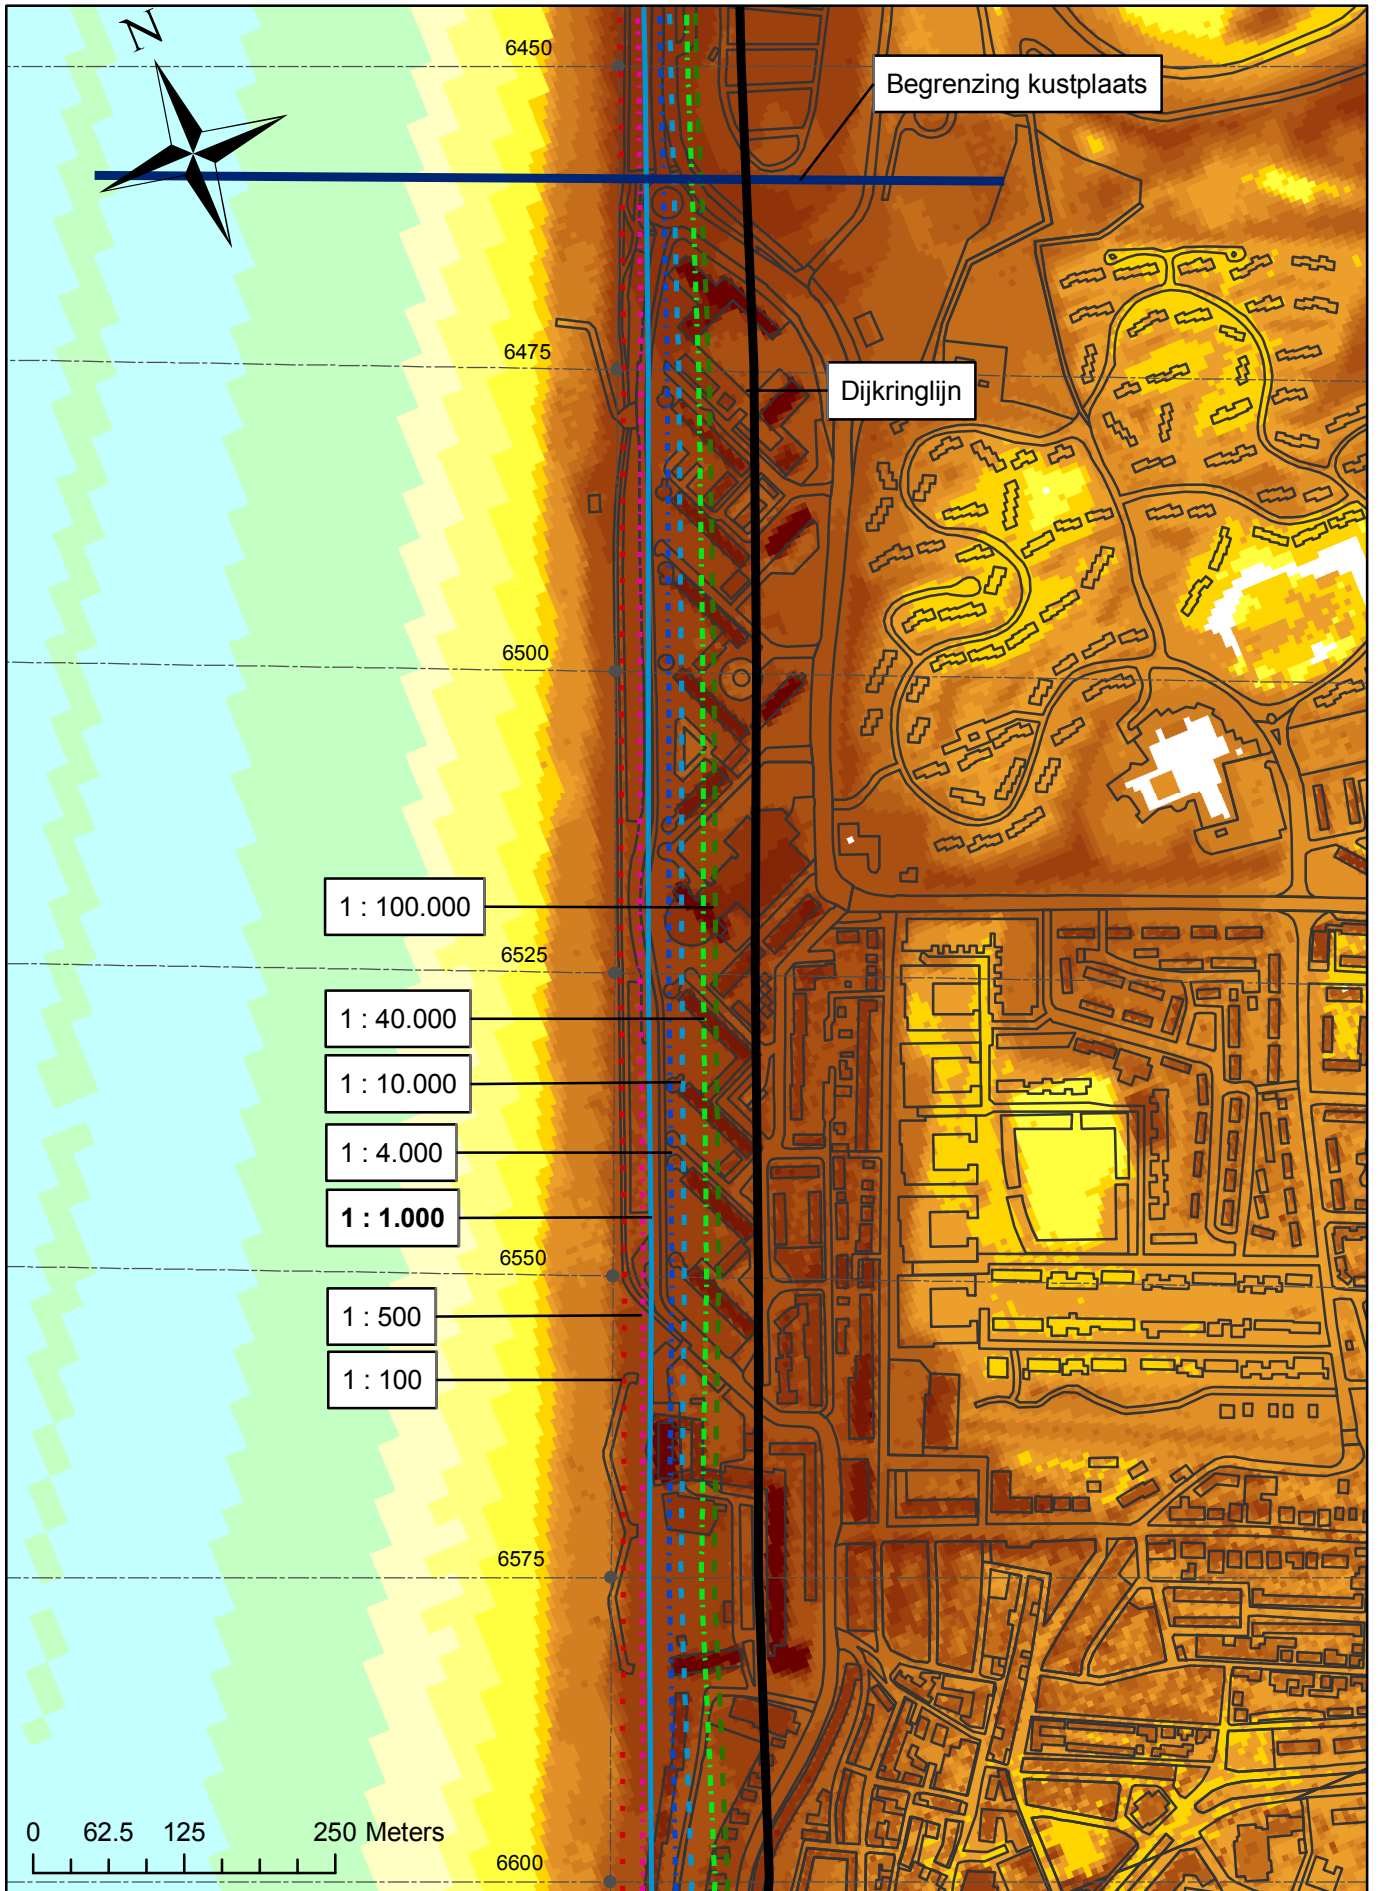 N
6450
Begrenzing kustplaats
6475
Dijkringlijn
6500
1 : 100.000
6525
1 : 40.000
1 : 10.000
1 : 4.000
1 : 1.000
6550
1 : 500
1 : 100
6575
0 62.5 125 250 Meters
6600